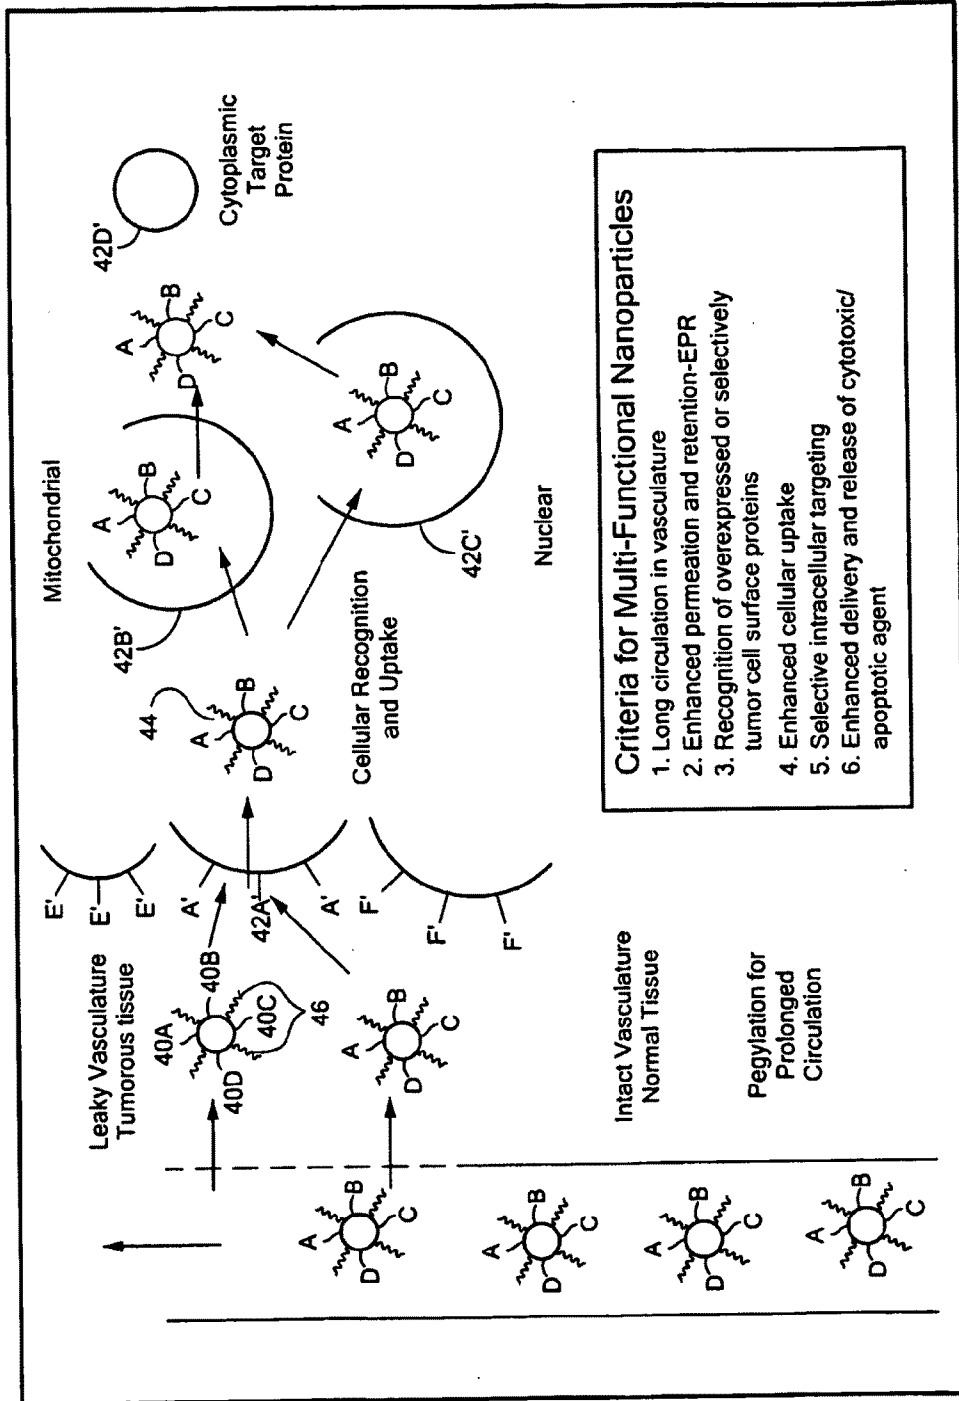 Leaky Vasculature
Tumorous tissue
40A
40B
40C
40D
46
A
B
C
D
E'
E'
E'
A'
42A'
A'
F'
F'
F'
44
A
B
C
D
Cellular Recognition
and Uptake
Mitochondrial
42B'
A
B
C
D
A
B
C
D
42D'
Cytoplasmic
Target
Protein
A
B
C
D
42C'
Nuclear
A
B
C
D
A
B
C
D
A
B
C
D
A
B
C
D
Intact Vasculature
Normal Tissue
Pegylation for
Prolonged
Circulation
Criteria for Multi-Functional Nanoparticles
1. Long circulation in vasculature
2. Enhanced permeation and retention-EPR
3. Recognition of overexpressed or selectively
tumor cell surface proteins
4. Enhanced cellular uptake
5. Selective intracellular targeting
6. Enhanced delivery and release of cytotoxic/
apoptotic agent